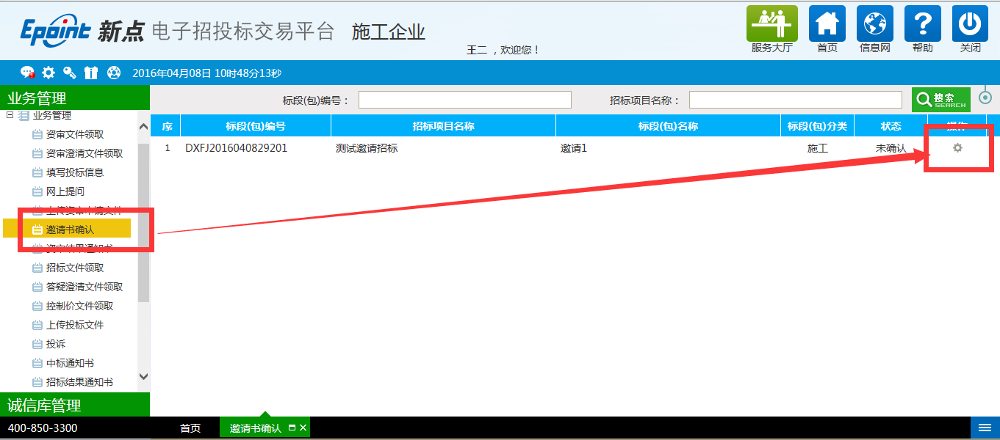 Epoint 新点 电子招投标交易平台 施工企业
王二 ，欢迎您！
服务大厅 首页 信息网 帮助 关闭
2016年04月08日 10时48分13秒
业务管理
标段(包)编号： 招标项目名称： 搜索 SEARCH
业务管理
资审文件领取
资审澄清文件领取
填写投标信息
网上提问
上传资审申请文件
邀请书确认
资审结果通知书
招标文件领取
答疑澄清文件领取
控制价文件领取
上传投标文件
投诉
中标通知书
招标结果通知书
诚信库管理
序 标段(包)编号 招标项目名称 标段(包)名称 标段(包)分类 状态 操作
1 DXFJ2016040829201 测试邀请招标 邀请1 施工 未确认
400-850-3300 首页 邀请书确认